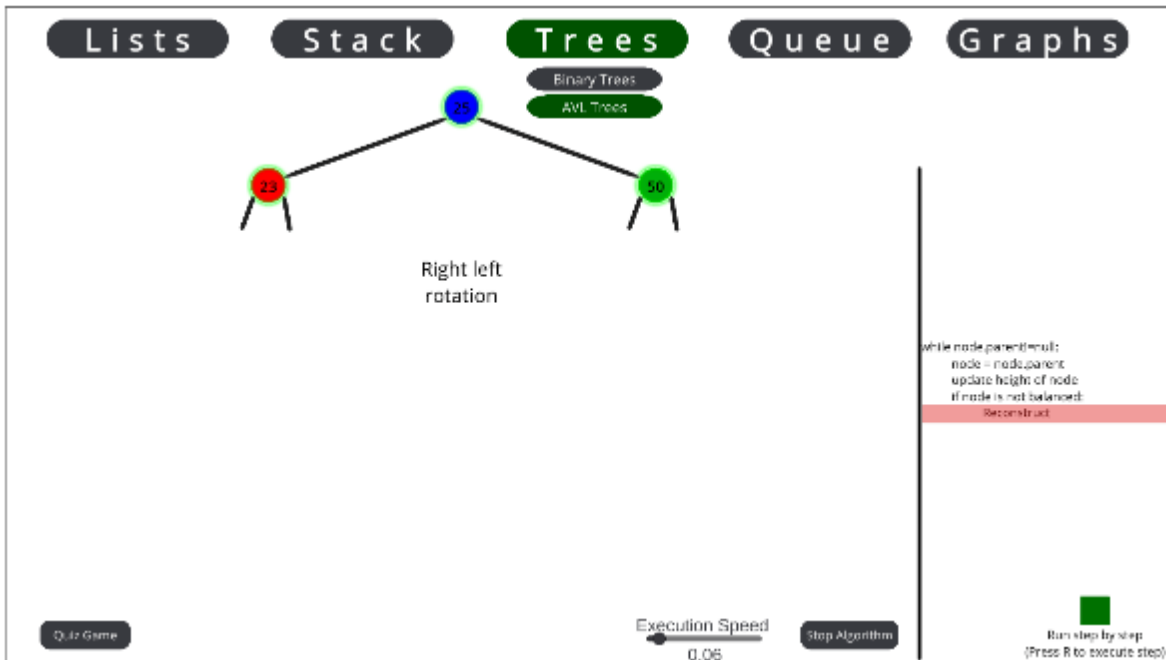 Lists
Stack
Trees
Queue
Graphs
Binary Trees
AVL Trees
25
23
50
Right left
rotation
while node.parent!=null:
node = node.parent
update height of node
if node is not balanced:
Reconstruct
Quiz Game
Execution Speed
0.06
Stop Algorithm
Run step by step
(Press R to execute step)